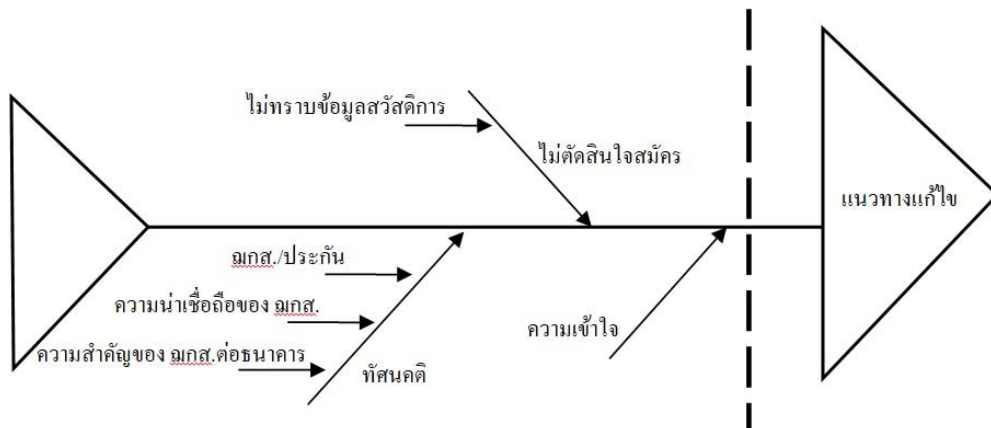 ไม่ทราบข้อมูลสวัสดิการ
ไม่ตัดสินใจสมัคร
แนวทางแก้ไข
ฌกส./ประกัน
ความน่าเชื่อถือของ ฌกส.
ความเข้าใจ
ความสำคัญของ ฌกส.ต่อธนาคาร
ทัศนคติ